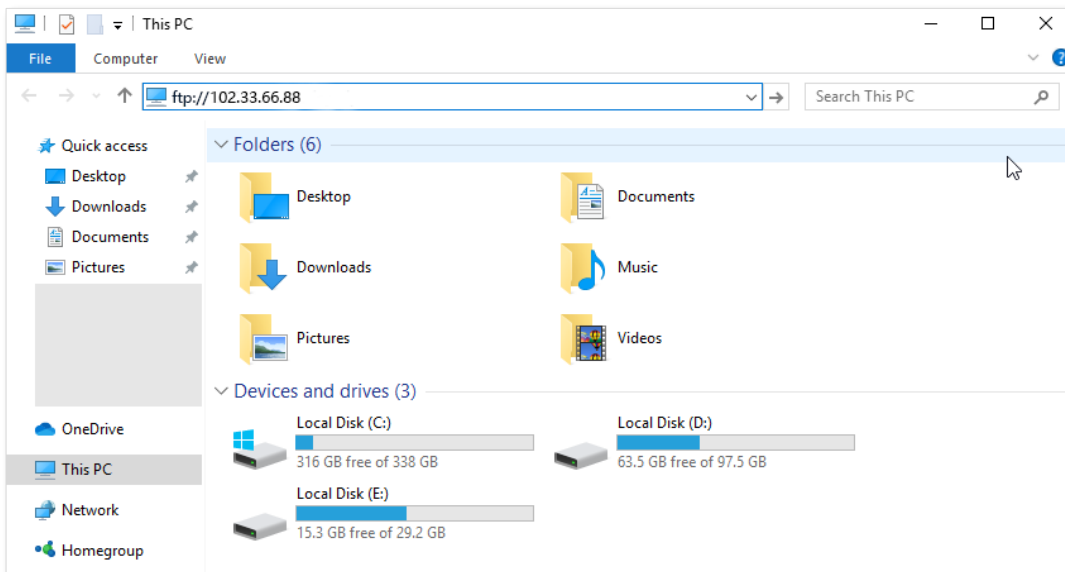 This PC
File Computer View
ftp://102.33.66.88 Search This PC
Quick access
Desktop
Downloads
Documents
Pictures
OneDrive
This PC
Network
Homegroup
Folders (6)
Desktop Documents
Downloads Music
Pictures Videos
Devices and drives (3)
Local Disk (C:) Local Disk (D:)
316 GB free of 338 GB 63.5 GB free of 97.5 GB
Local Disk (E:)
15.3 GB free of 29.2 GB